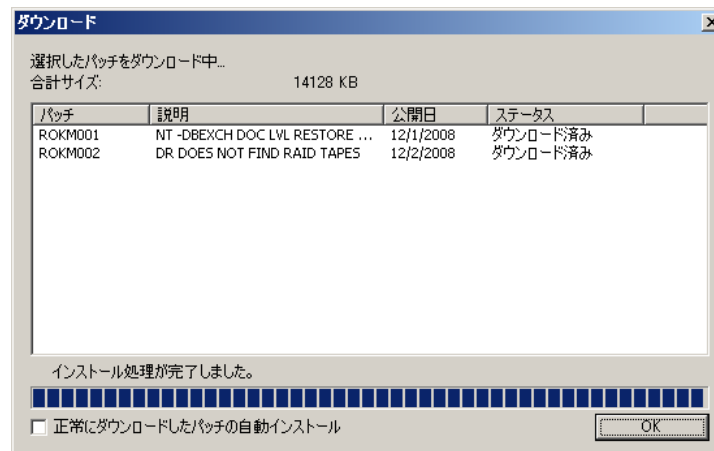 ダウンロード
選択したパッチをダウンロード中...
合計サイズ: 14128 KB
パッチ 説明 公開日 ステータス
ROKM001 NT -DBEXCH DOC LVL RESTORE ... 12/1/2008 ダウンロード済み
ROKM002 DR DOES NOT FIND RAID TAPES 12/2/2008 ダウンロード済み
インストール処理が完了しました。
正常にダウンロードしたパッチの自動インストール
OK